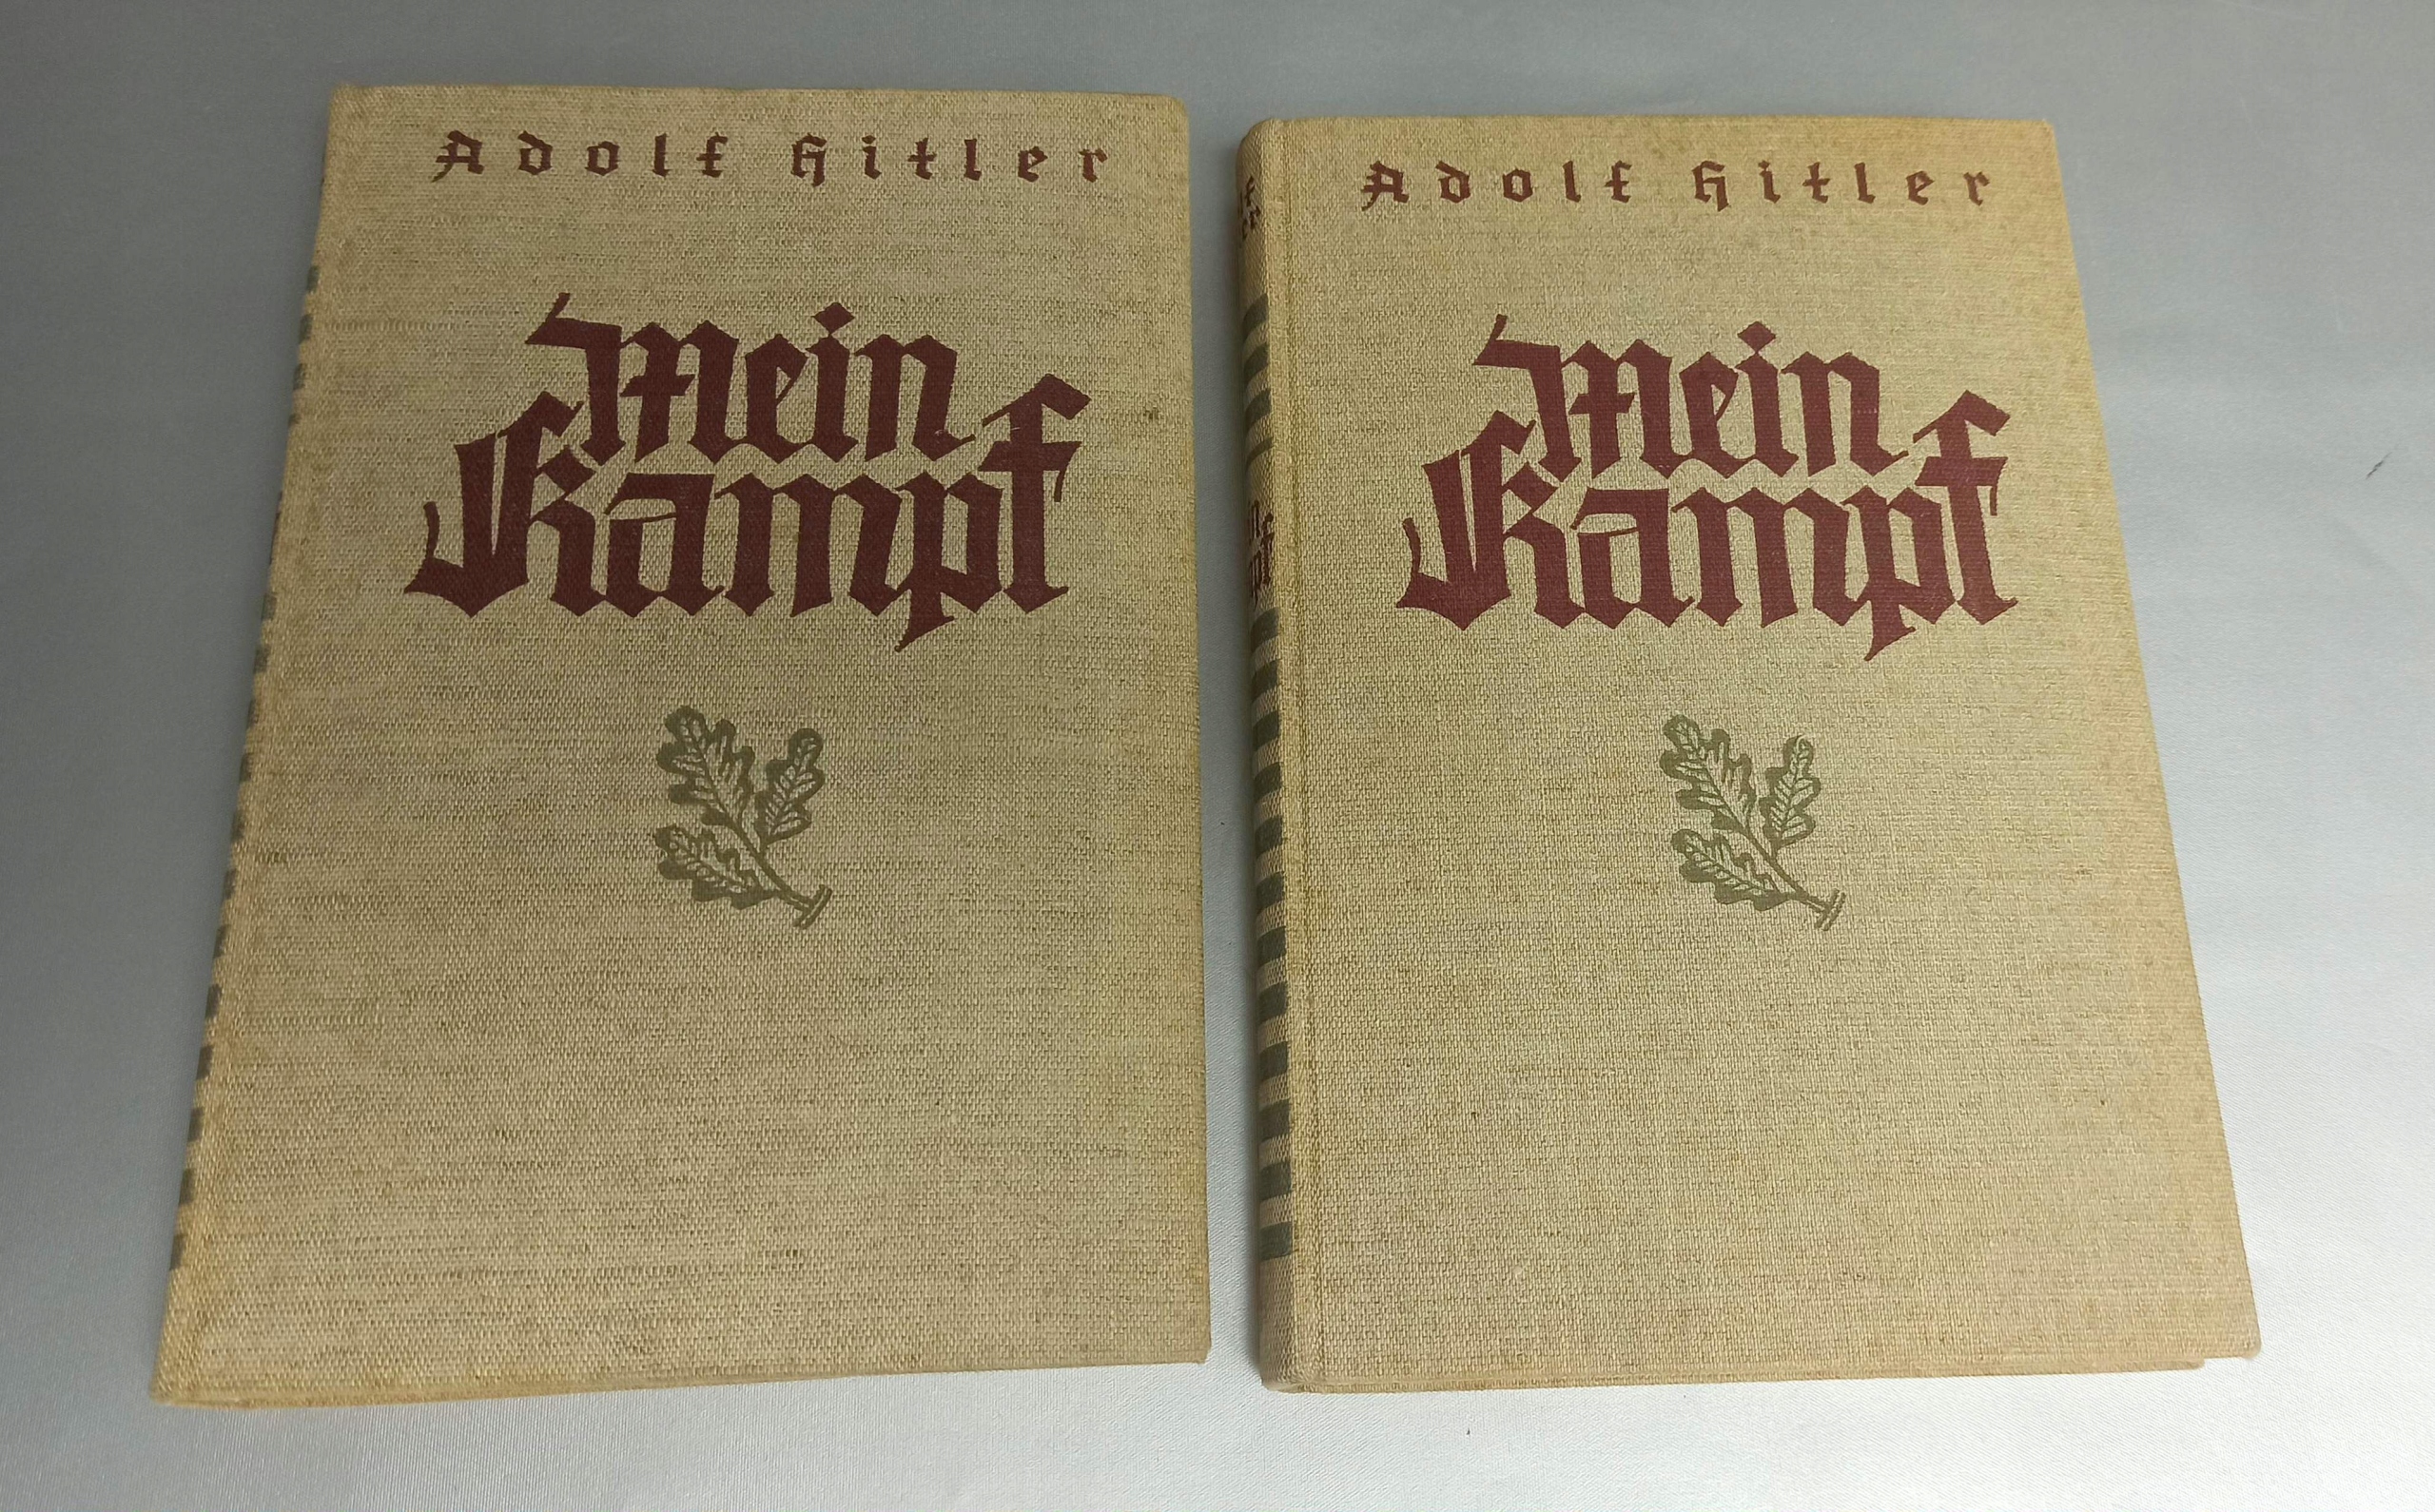 Adolf Hitler
Mein
Kampf
Adolf Hitler
Mein
Kampf